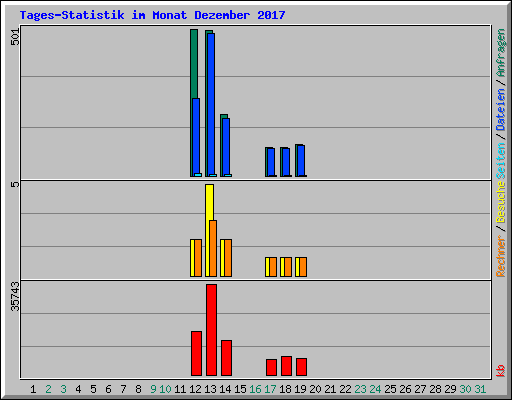 Tages-Statistik im Monat Dezember 2017
501
5
35743
Rechner / Besuche Seiten / Dateien / Anfragen
kb
1 2 3 4 5 6 7 8 9 10 11 12 13 14 15 16 17 18 19 20 21 22 23 24 25 26 27 28 29 30 31